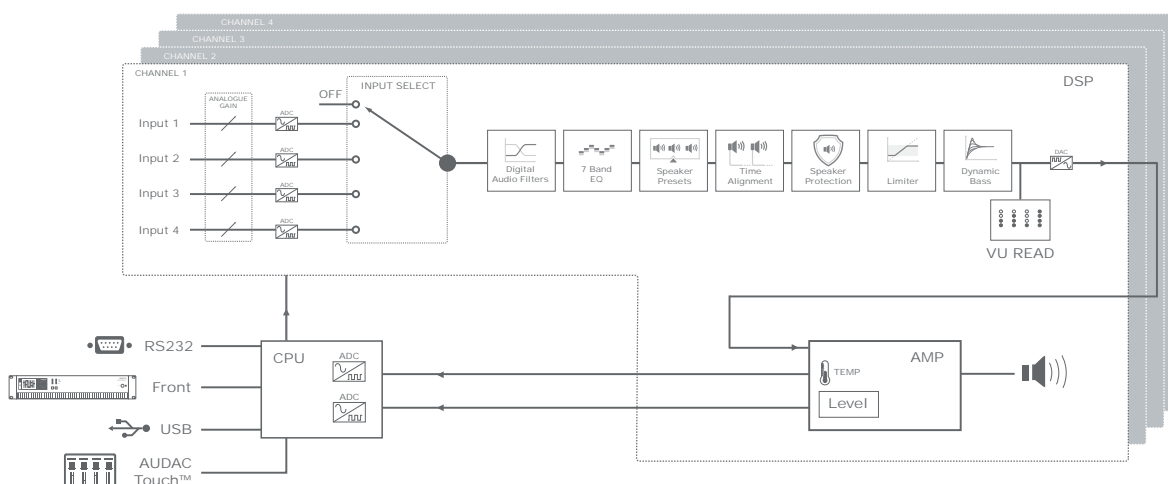 CHANNEL 4
CHANNEL 3
CHANNEL 2
CHANNEL 1
DSP
ANALOGUE
GAIN
INPUT SELECT
OFF
Input 1
ADC
Input 2
ADC
Input 3
ADC
Input 4
ADC
Digital
Audio Filters
7 Band
EQ
Speaker
Presets
Time
Alignment
Speaker
Protection
Limiter
Dynamic
Bass
DAC
VU READ
RS232
Front
USB
AUDAC
Touch™
CPU
ADC
ADC
AMP
TEMP
Level